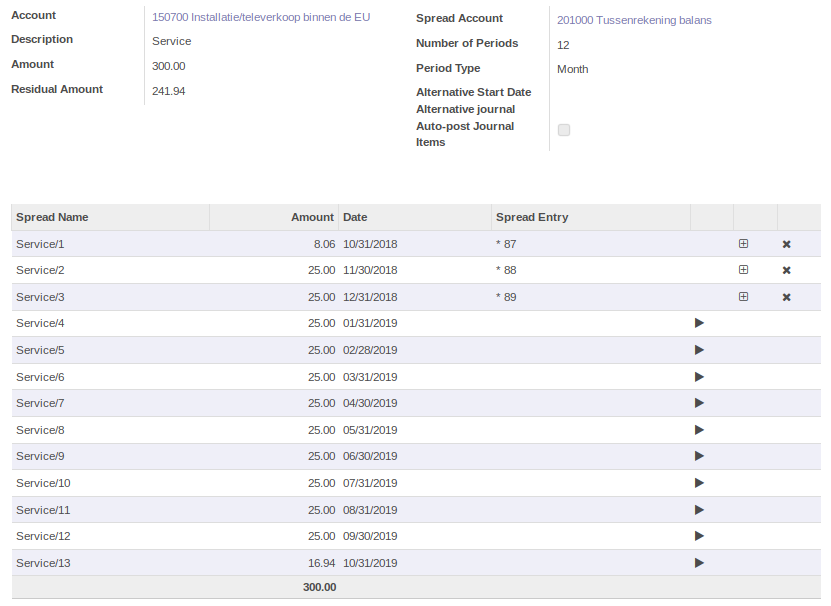 Account 150700 Installatie/televerkoop binnen de EU
Description Service
Amount 300.00
Residual Amount 241.94
Spread Account 201000 Tussenrekening balans
Number of Periods 12
Period Type Month
Alternative Start Date
Alternative journal
Auto-post Journal
Items
Spread Name Amount Date Spread Entry
Service/1 8.06 10/31/2018 * 87
Service/2 25.00 11/30/2018 * 88
Service/3 25.00 12/31/2018 * 89
Service/4 25.00 01/31/2019
Service/5 25.00 02/28/2019
Service/6 25.00 03/31/2019
Service/7 25.00 04/30/2019
Service/8 25.00 05/31/2019
Service/9 25.00 06/30/2019
Service/10 25.00 07/31/2019
Service/11 25.00 08/31/2019
Service/12 25.00 09/30/2019
Service/13 16.94 10/31/2019
300.00